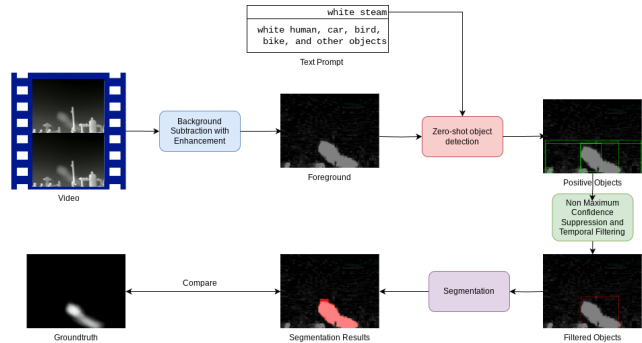 white steam
white human, car, bird,
bike, and other objects
Text Prompt
Background
Subtraction with
Enhancement
Zero-shot object
detection
Video
Foreground
Positive Objects
Non Maximum
Confidence
Suppression and
Temporal Filtering
Compare
Segmentation
Groundtruth
Segmentation Results
Filtered Objects